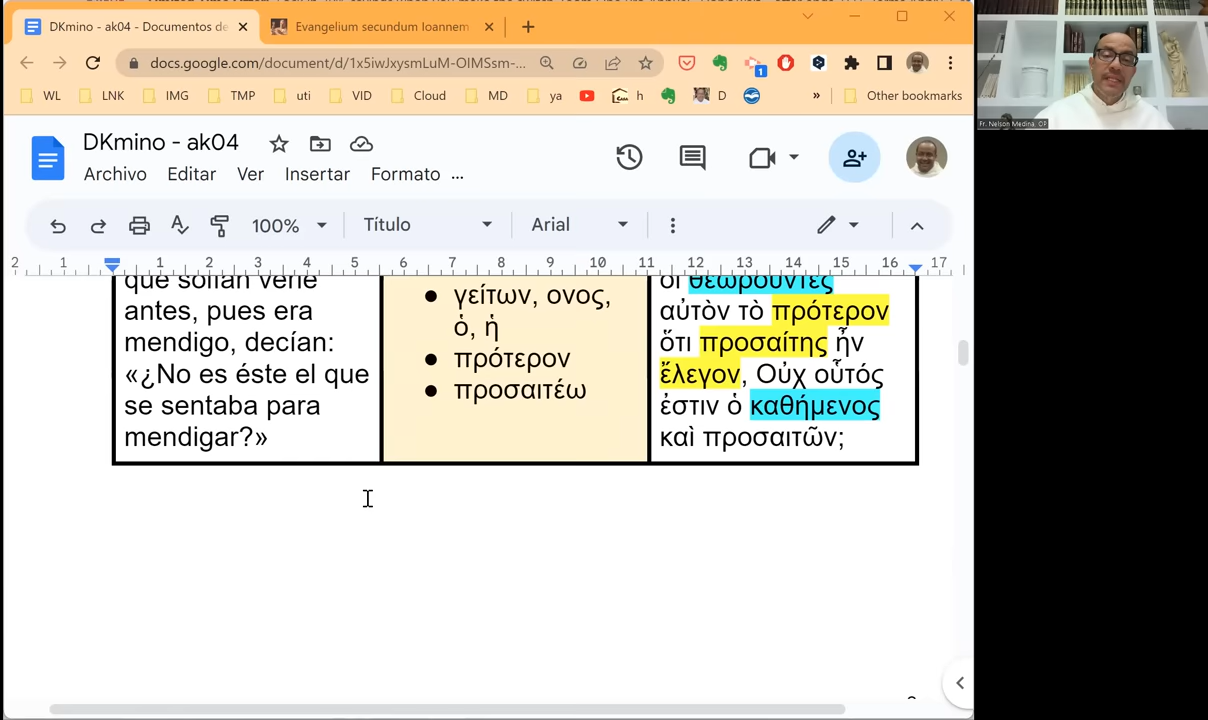 DKmino - ak04 - Documentos de
Evangelium secundum Ioannem
docs.google.com/document/d/1x5iwJxysmLuM-OlMSsm-...
1
WL
LNK
IMG
TMP
uti
VID
Cloud
MD
ya
h
D
»
Other bookmarks
DKmino - ak04
Archivo Editar Ver Insertar Formato ...
100% Título Arial
2 1 1 2 3 4 5 6 7 8 9 10 11 12 13 14 15 16 17
que solían verle
antes, pues era
mendigo, decían:
«¿No es éste el que
se sentaba para
mendigar?»
● γείτων, ονος,
ὁ, ἡ
● πρότερον
● προσαιτέω
οἱ θεωροῦντες
αὐτὸν τὸ πρότερον
ὅτι προσαίτης ἦν
ἔλεγον, Οὐχ οὗτός
ἐστιν ὁ καθήμενος
καὶ προσαιτῶν;
Fr. Nelson Medina, OP